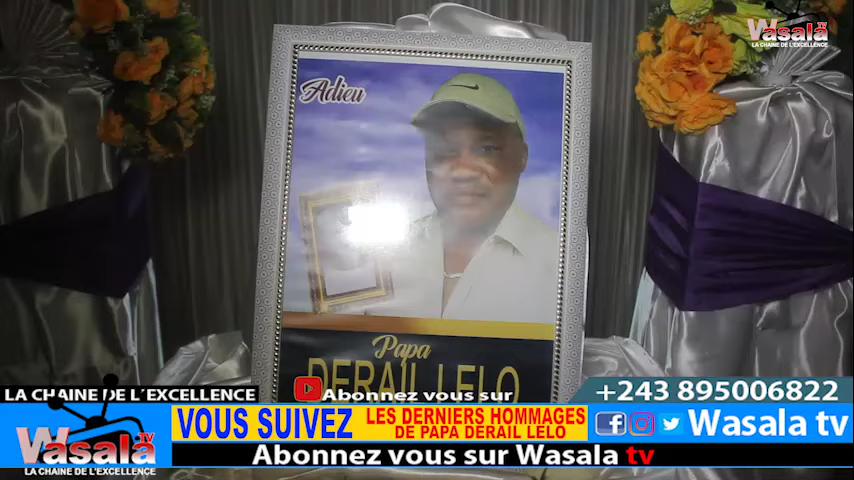 Wasala TV
LA CHAINE DE L'EXCELLENCE
Adieu
Papa
DERAIL LELO
LA CHAINE DE L'EXCELLENCE
Abonnez vous sur
+243 895006822
Wasala TV
LA CHAINE DE L'EXCELLENCE
VOUS SUIVEZ
LES DERNIERS HOMMAGES
DE PAPA DERAIL LELO
Wasala tv
Abonnez vous sur Wasala tv